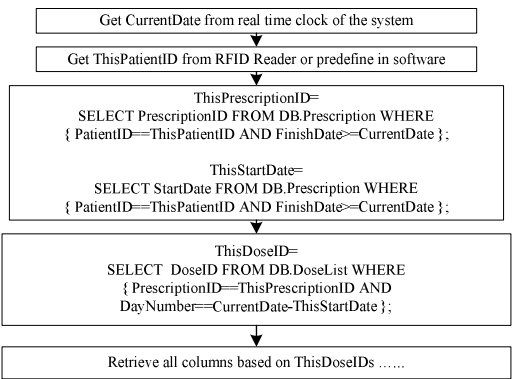 Get CurrentDate from real time clock of the system
Get ThisPatientID from RFID Reader or predefine in software
ThisPrescriptionID=
SELECT PrescriptionID FROM DB.Prescription WHERE
{ PatientID==ThisPatientID AND FinishDate>=CurrentDate };
ThisStartDate=
SELECT StartDate FROM DB.Prescription WHERE
{ PatientID==ThisPatientID AND FinishDate>=CurrentDate };
ThisDoseID=
SELECT DoseID FROM DB.DoseList WHERE
{ PrescriptionID==ThisPrescriptionID AND
DayNumber==CurrentDate-ThisStartDate };
Retrieve all columns based on ThisDoseIDs ……